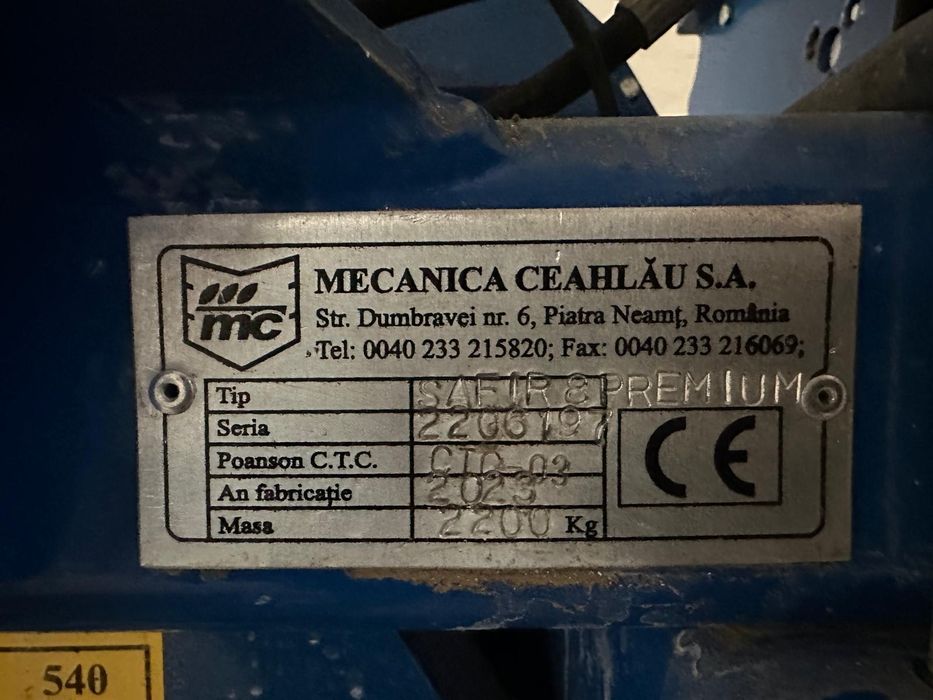 mc
MECANICA CEAHLĂU S.A.
Str. Dumbravei nr. 6, Piatra Neamţ, România
Tel: 0040 233 215820; Fax: 0040 233 216069;
Tip SAFIR 8 PREMIUM
Seria 2206197
Poanson C.T.C. CTC-03
An fabricaţie 2023
Masa 2200 Kg
CE
540